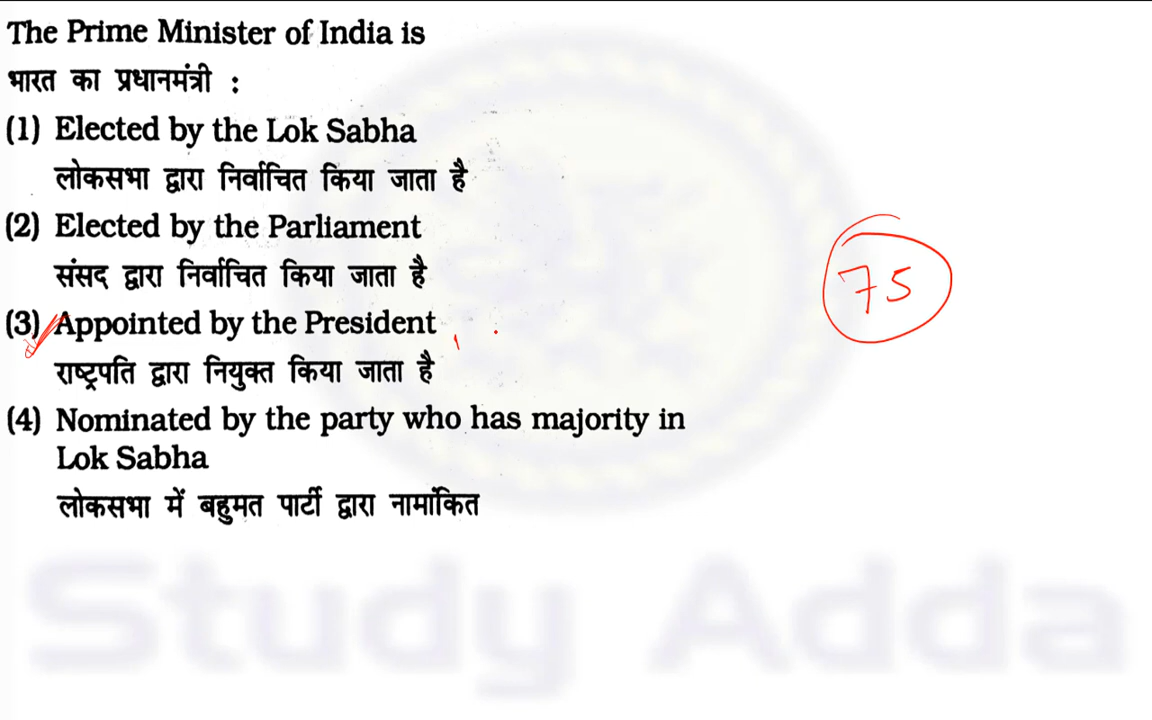 The Prime Minister of India is
भारत का प्रधानमंत्री :
(1) Elected by the Lok Sabha
लोकसभा द्वारा निर्वाचित किया जाता है
(2) Elected by the Parliament
संसद द्वारा निर्वाचित किया जाता है
(3) Appointed by the President
राष्ट्रपति द्वारा नियुक्त किया जाता है
(4) Nominated by the party who has majority in
Lok Sabha
लोकसभा में बहुमत पार्टी द्वारा नामांकित
75
Study Adda